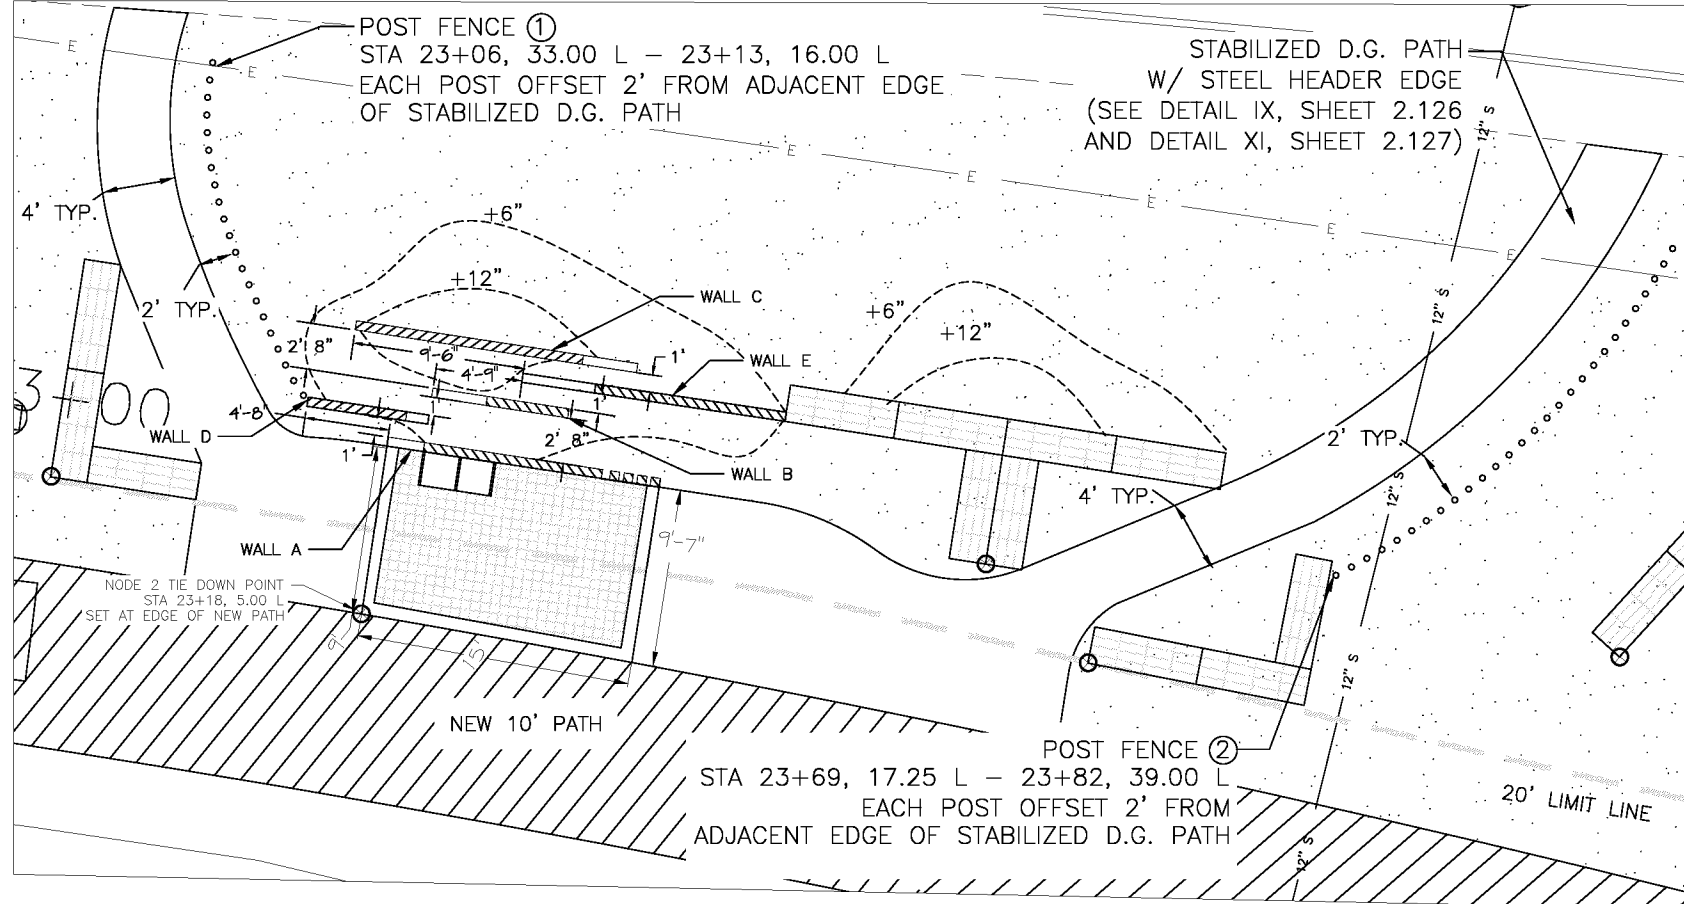 POST FENCE ①
STA 23+06, 33.00 L – 23+13, 16.00 L
EACH POST OFFSET 2' FROM ADJACENT EDGE
OF STABILIZED D.G. PATH
STABILIZED D.G. PATH
W/ STEEL HEADER EDGE
(SEE DETAIL IX, SHEET 2.126
AND DETAIL XI, SHEET 2.127)
E
E
E
E
E
E
E
12" S
12" S
12" S
12" S
12" S
4' TYP.
2' TYP.
+6"
+12"
WALL C
+6"
+12"
2' 8"
9'-6"
4'-9"
1'
WALL E
1'
4'-8"
WALL D
1'
2' 8"
WALL B
WALL A
3
00
2' TYP.
4' TYP.
9'-7"
NODE 2 TIE DOWN POINT
STA 23+18, 5.00 L
SET AT EDGE OF NEW PATH
9'
15'
NEW 10' PATH
POST FENCE ②
STA 23+69, 17.25 L – 23+82, 39.00 L
EACH POST OFFSET 2' FROM
ADJACENT EDGE OF STABILIZED D.G. PATH
20' LIMIT LINE